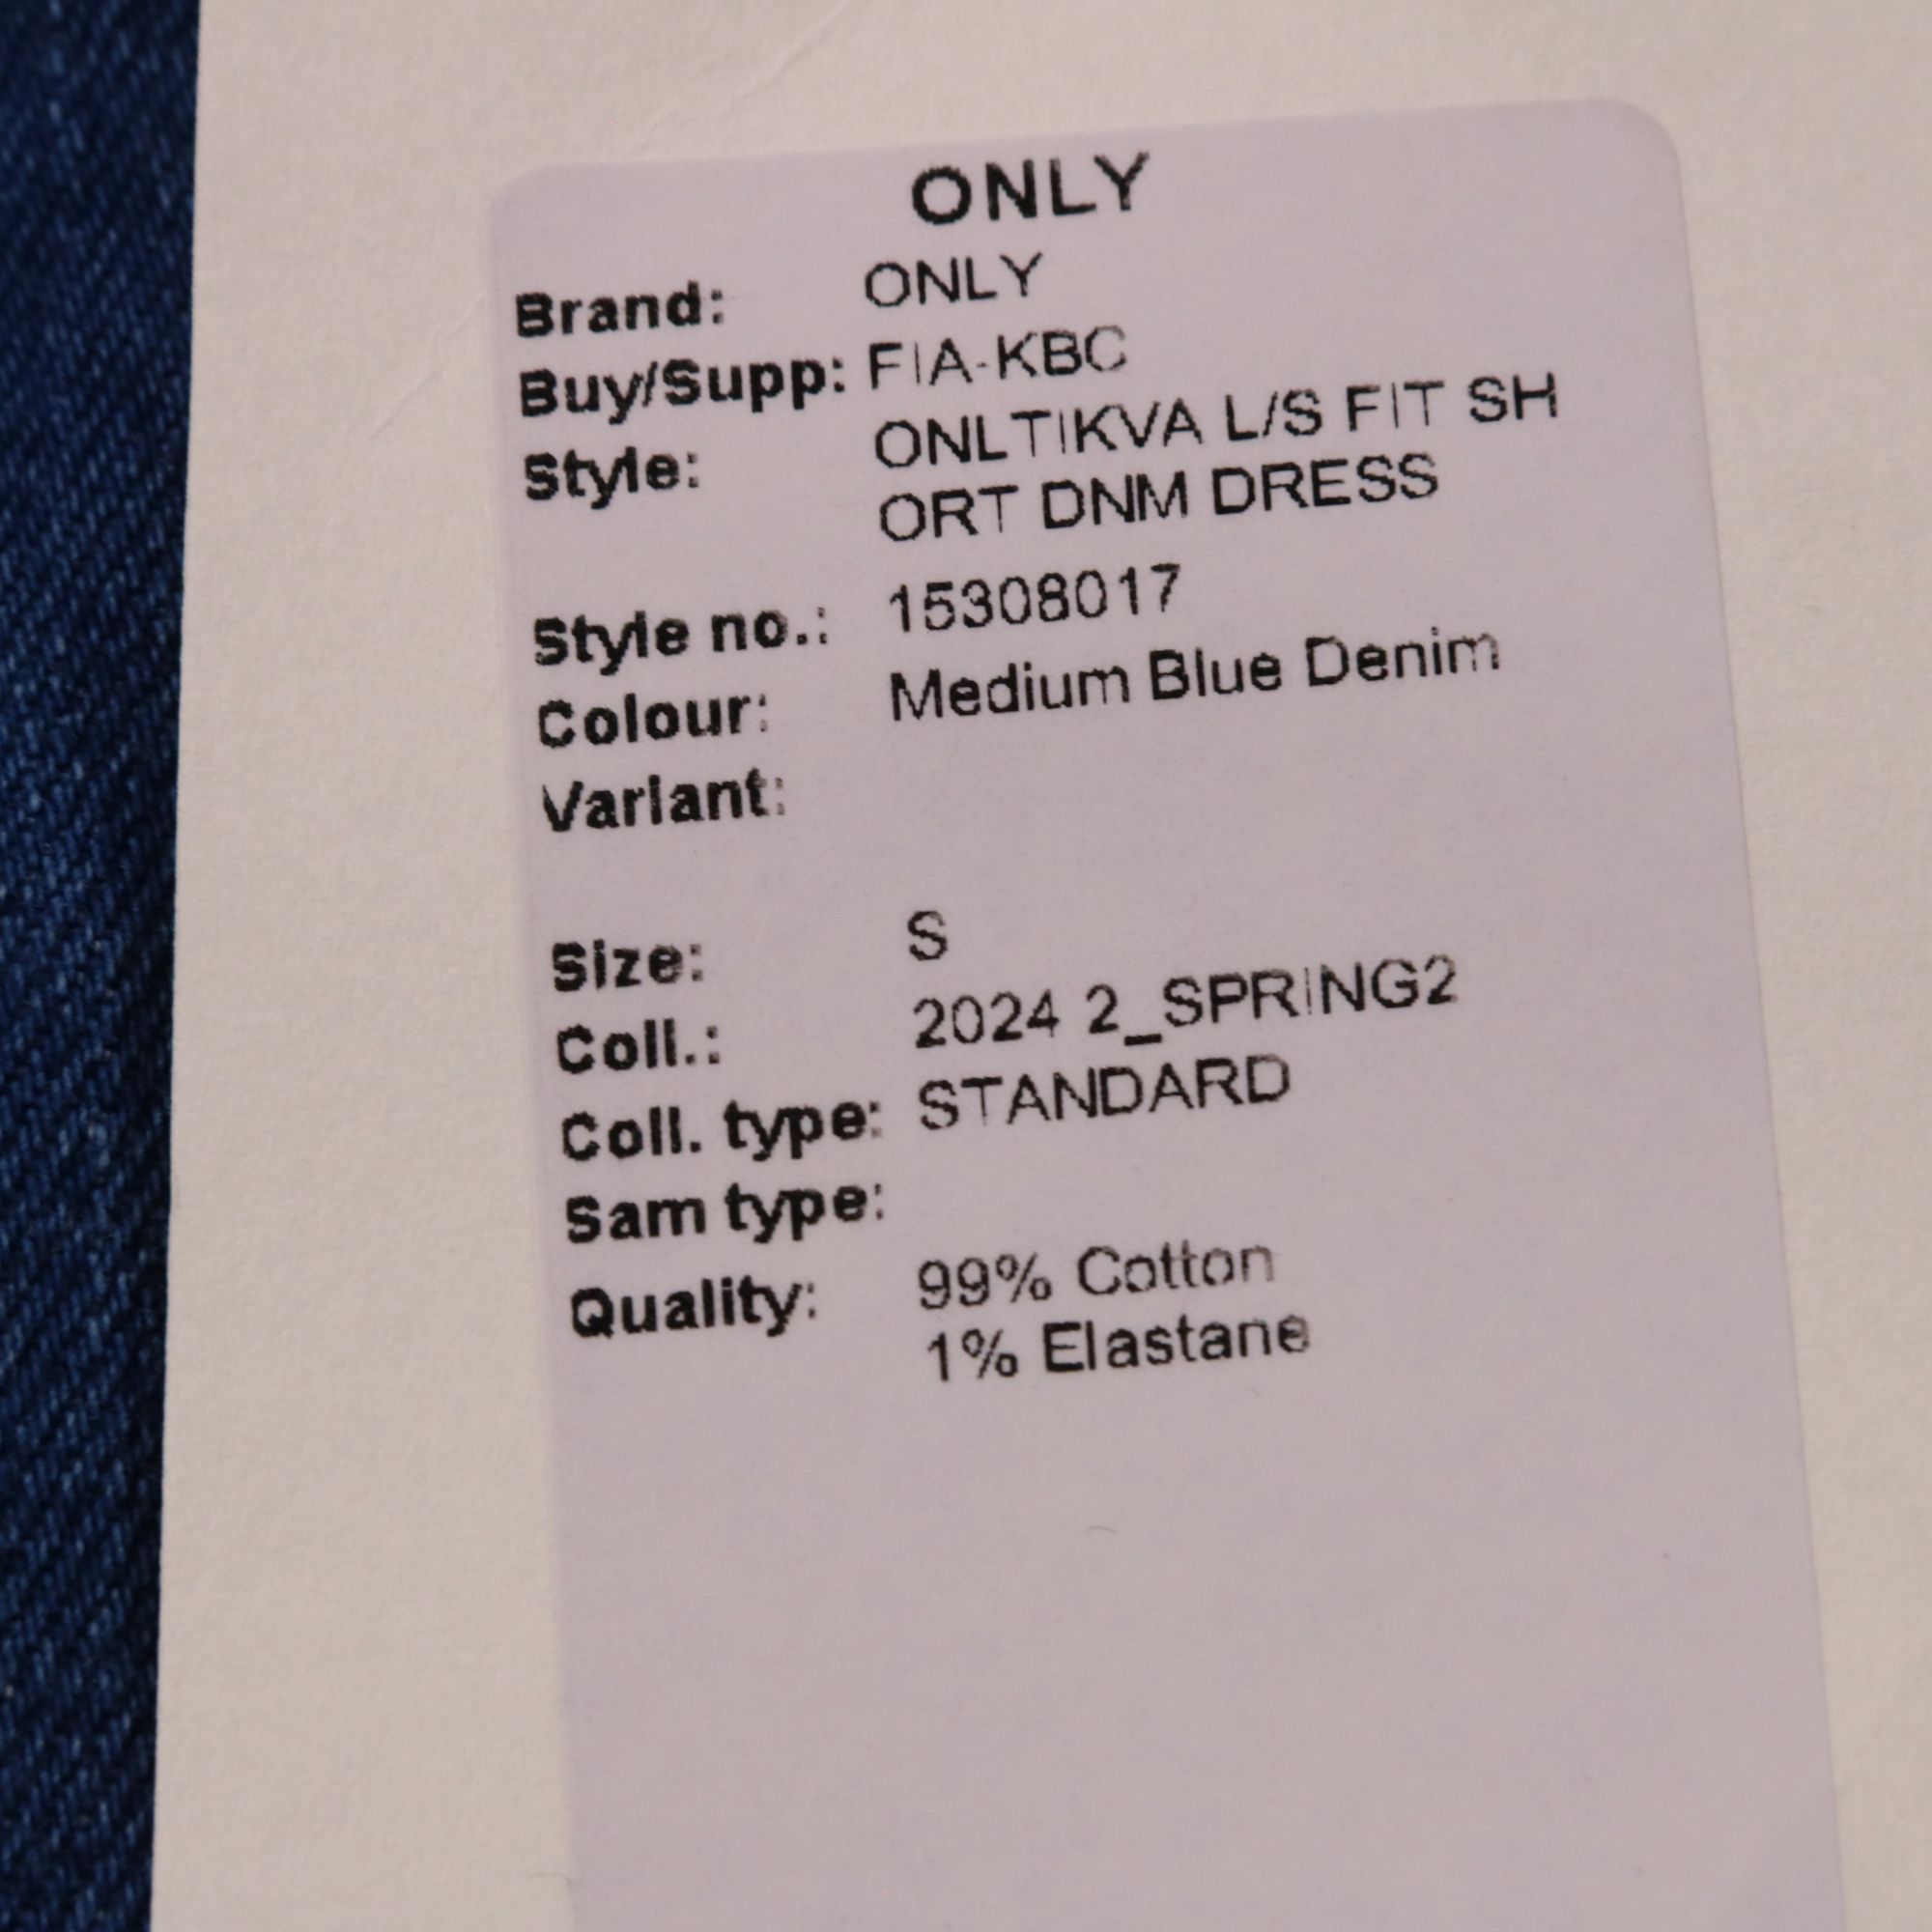 ONLY
Brand: ONLY
Buy/Supp: FIA-KBC
Style: ONLTIKVA L/S FIT SH
ORT DNM DRESS
Style no.: 15308017
Colour: Medium Blue Denim
Variant:
Size: S
Coll.: 2024 2_SPRING2
Coll. type: STANDARD
Sam type:
Quality: 99% Cotton
1% Elastane